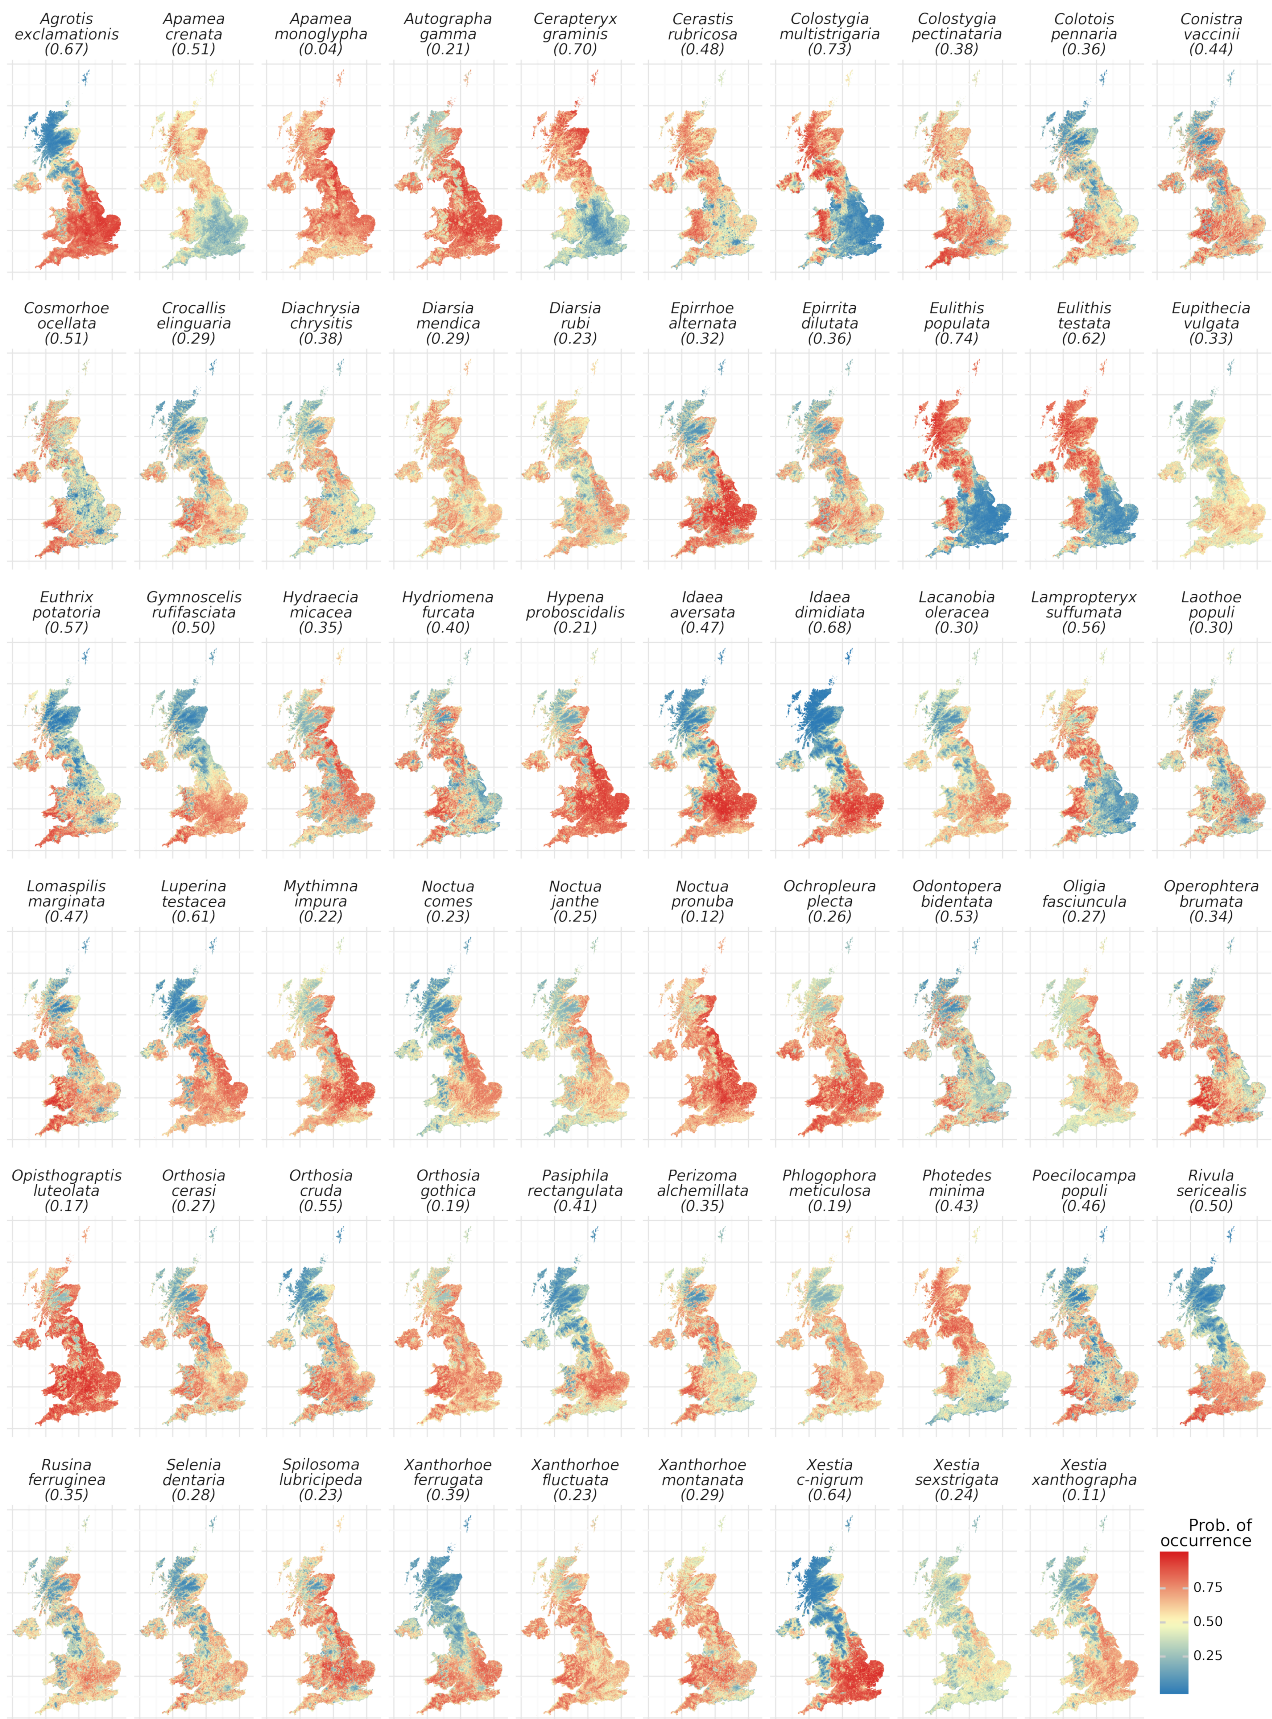 Agrotis
exclamationis
(0.67)
Apamea
crenata
(0.51)
Apamea
monoglypha
(0.04)
Autographa
gamma
(0.21)
Cerapteryx
graminis
(0.70)
Cerastis
rubricosa
(0.48)
Colostygia
multistrigaria
(0.73)
Colostygia
pectinataria
(0.38)
Colotois
pennaria
(0.36)
Conistra
vaccinii
(0.44)
Cosmorhoe
ocellata
(0.51)
Crocallis
elinguaria
(0.29)
Diachrysia
chrysitis
(0.38)
Diarsia
mendica
(0.29)
Diarsia
rubi
(0.23)
Epirrhoe
alternata
(0.32)
Epirrita
dilutata
(0.36)
Eulithis
populata
(0.74)
Eulithis
testata
(0.62)
Eupithecia
vulgata
(0.33)
Euthrix
potatoria
(0.57)
Gymnoscelis
rufifasciata
(0.50)
Hydraecia
micacea
(0.35)
Hydriomena
furcata
(0.40)
Hypena
proboscidalis
(0.21)
Idaea
aversata
(0.47)
Idaea
dimidiata
(0.68)
Lacanobia
oleracea
(0.30)
Lampropteryx
suffumata
(0.56)
Laothoe
populi
(0.30)
Lomaspilis
marginata
(0.47)
Luperina
testacea
(0.61)
Mythimna
impura
(0.22)
Noctua
comes
(0.23)
Noctua
janthe
(0.25)
Noctua
pronuba
(0.12)
Ochropleura
plecta
(0.26)
Odontopera
bidentata
(0.53)
Oligia
fasciuncula
(0.27)
Operophtera
brumata
(0.34)
Opisthograptis
luteolata
(0.17)
Orthosia
cerasi
(0.27)
Orthosia
cruda
(0.55)
Orthosia
gothica
(0.19)
Pasiphila
rectangulata
(0.41)
Perizoma
alchemillata
(0.35)
Phlogophora
meticulosa
(0.19)
Photedes
minima
(0.43)
Poecilocampa
populi
(0.46)
Rivula
sericealis
(0.50)
Rusina
ferruginea
(0.35)
Selenia
dentaria
(0.28)
Spilosoma
lubricipeda
(0.23)
Xanthorhoe
ferrugata
(0.39)
Xanthorhoe
fluctuata
(0.23)
Xanthorhoe
montanata
(0.29)
Xestia
c-nigrum
(0.64)
Xestia
sexstrigata
(0.24)
Xestia
xanthographa
(0.11)
Prob. of
occurrence
0.75
0.50
0.25